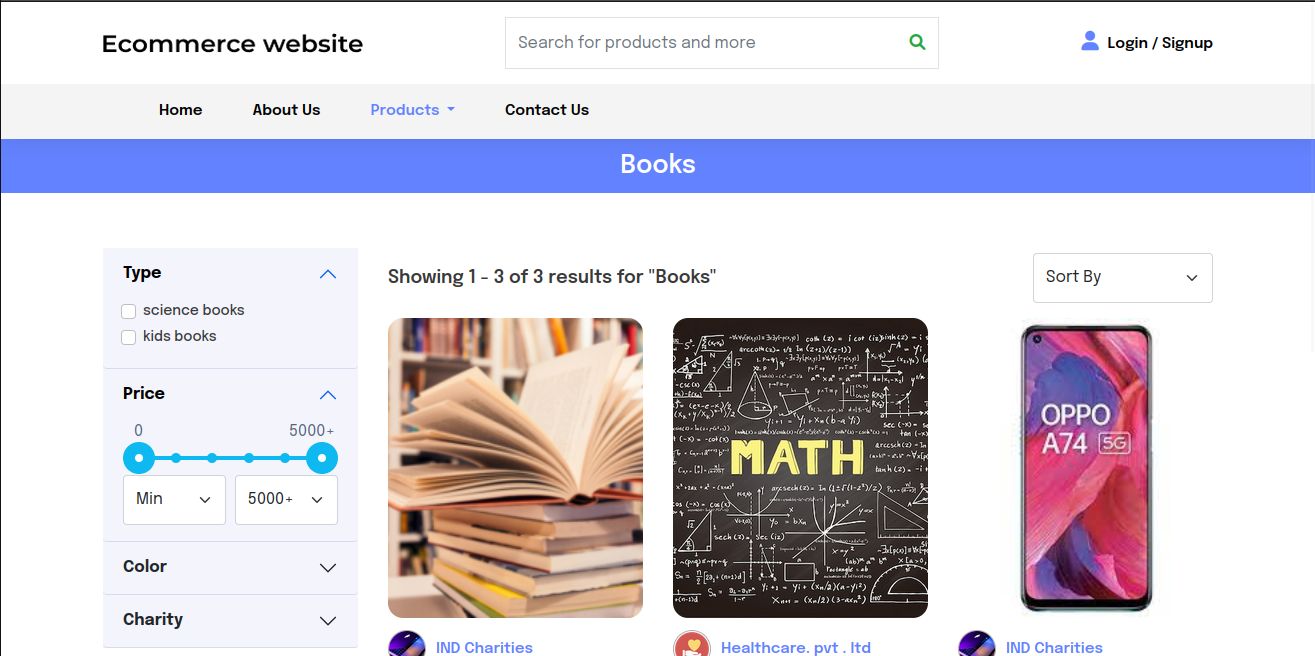 Ecommerce website
Search for products and more
Login / Signup
Home
About Us
Products
Contact Us
Books
Type
science books
kids books
Price
0
5000+
Min
5000+
Color
Charity
Showing 1 - 3 of 3 results for "Books"
Sort By
MATH
OPPO
A74 5G
IND Charities
Healthcare. pvt . ltd
IND Charities